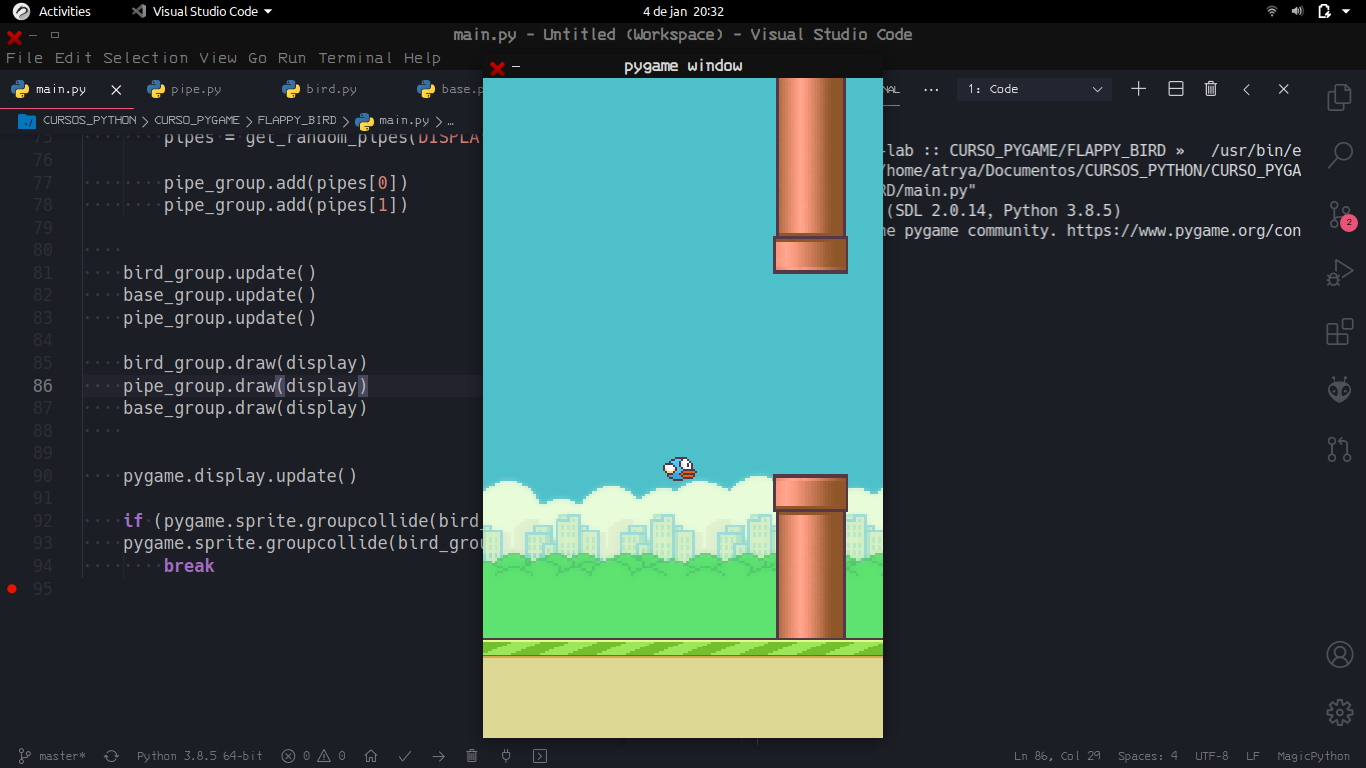 Activities Visual Studio Code 4 de jan 20:32
main.py - Untitled (Workspace) - Visual Studio Code
File Edit Selection View Go Run Terminal Help
pygame window
main.py pipe.py bird.py base.p
NAL ... 1: Code
CURSOS_PYTHON > CURSO_PYGAME > FLAPPY_BIRD > main.py > …
75 pipes = get_random_pipes(DISPLA
76
77 pipe_group.add(pipes[0])
78 pipe_group.add(pipes[1])
79
80
81 bird_group.update()
82 base_group.update()
83 pipe_group.update()
84
85 bird_group.draw(display)
86 pipe_group.draw(display)
87 base_group.draw(display)
88
89
90 pygame.display.update()
91
92 if (pygame.sprite.groupcollide(bird_
93 pygame.sprite.groupcollide(bird_grou
94 break
95
-lab :: CURSO_PYGAME/FLAPPY_BIRD » /usr/bin/e
/home/atrya/Documentos/CURSOS_PYTHON/CURSO_PYGA
RD/main.py"
(SDL 2.0.14, Python 3.8.5)
he pygame community. https://www.pygame.org/con
2
master* Python 3.8.5 64-bit 0 0 Ln 86, Col 29 Spaces: 4 UTF-8 LF MagicPython